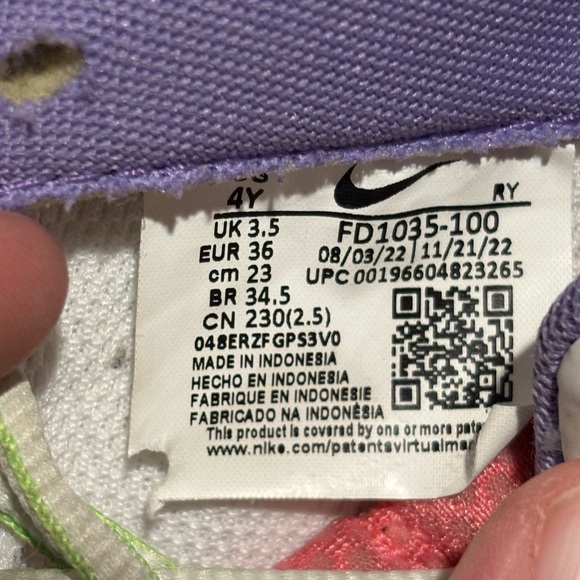 4Y RY
UK 3.5 FD1035-100
EUR 36 08/03/22 11/21/22
cm 23 UPC 00196604823265
BR 34.5
CN 230(2.5)
048ERZFGPS3V0
MADE IN INDONESIA
HECHO EN INDONESIA
FABRIQUE EN INDONESIE
FABRICADO NA INDONÉSIA
This product is covered by one or more
www.nike.com/patentsvirtualmar